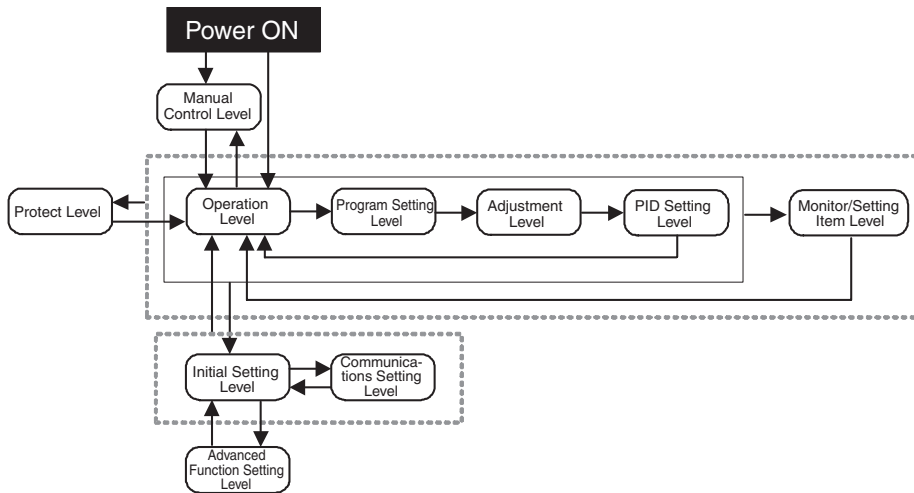 Power ON
Manual
Control Level
Protect Level
Operation
Level
Program Setting
Level
Adjustment
Level
PID Setting
Level
Monitor/Setting
Item Level
Initial Setting
Level
Communica-
tions Setting
Level
Advanced
Function Setting
Level